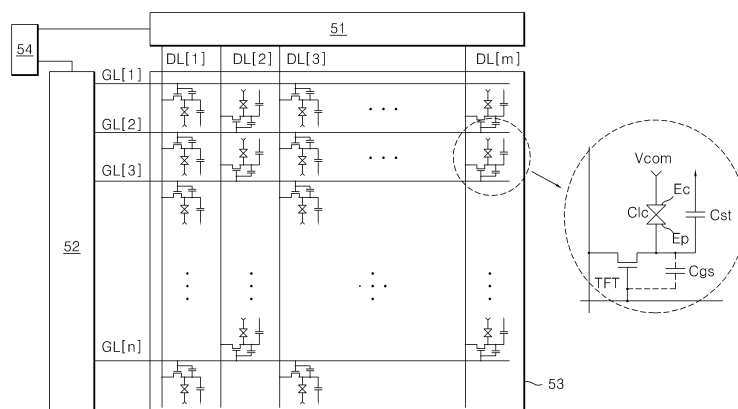 51
54
DL[1] DL[2] DL[3] DL[m]
GL[1]
GL[2]
GL[3]
52
GL[n]
53
Vcom
Ec
Clc
Cst
Ep
TFT
Cgs